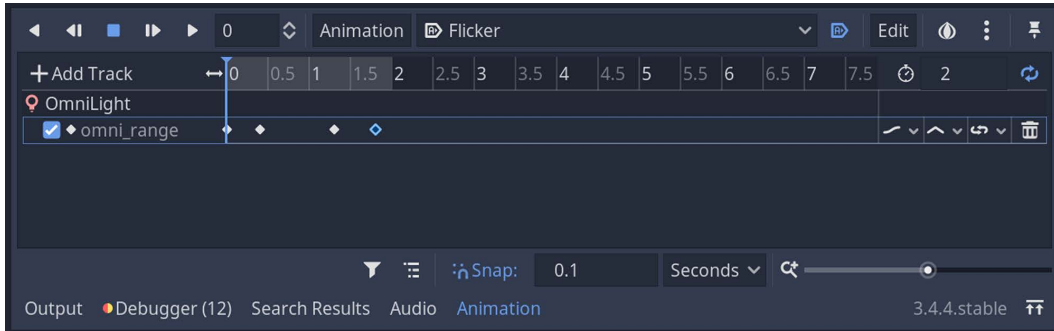 0 Animation Flicker Edit
Add Track 0 0.5 1 1.5 2 2.5 3 3.5 4 4.5 5 5.5 6 6.5 7 7.5 2
OmniLight
omni_range
Snap: 0.1 Seconds
Output Debugger (12) Search Results Audio Animation 3.4.4.stable